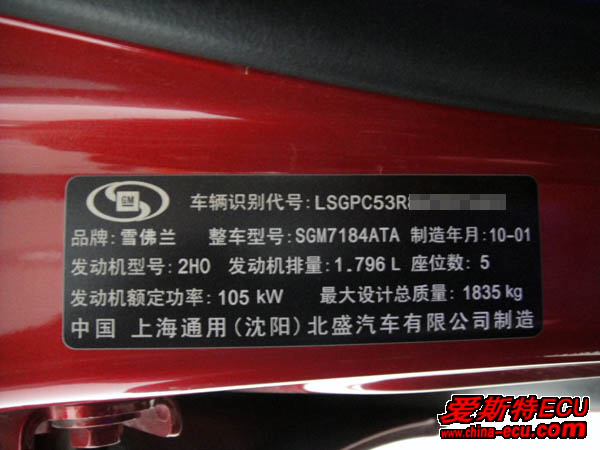 GM
车辆识别代号: LSGPC53R
品牌: 雪佛兰 整车型号: SGM7184ATA 制造年月: 10-01
发动机型号: 2H0 发动机排量: 1.796 L 座位数: 5
发动机额定功率: 105 kW 最大设计总质量: 1835 kg
中国 上海通用(沈阳)北盛汽车有限公司制造
爱斯特ECU
www.china-ecu.com